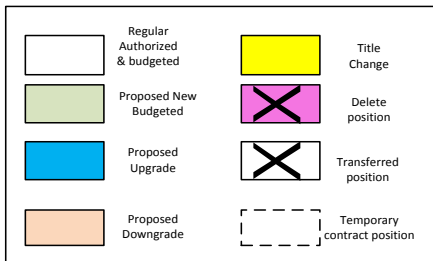 Regular
Authorized
& budgeted
Title
Change
Proposed New
Budgeted
Delete
position
Proposed
Upgrade
Transferred
position
Proposed
Downgrade
Temporary
contract position